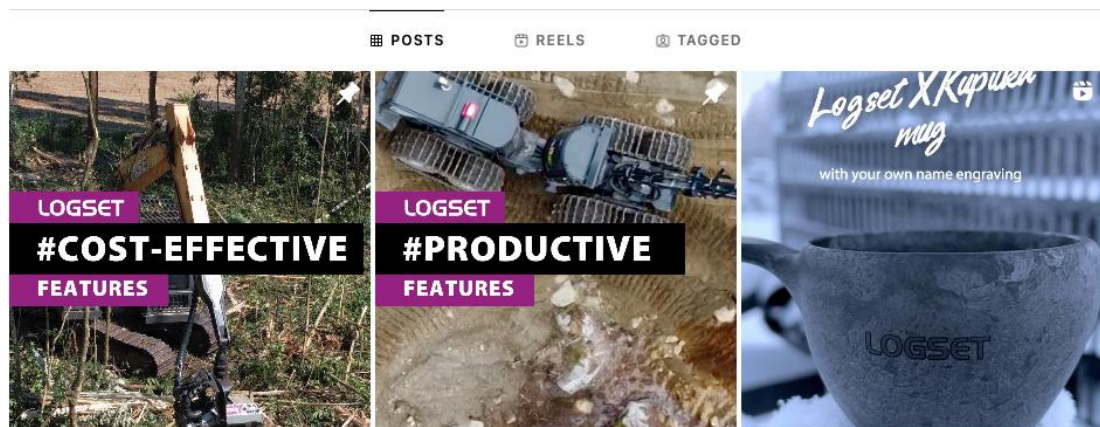 POSTS
REELS
TAGGED
LOGSET
#COST-EFFECTIVE
FEATURES
LOGSET
#PRODUCTIVE
FEATURES
Logset X Kupilka
mug
with your own name engraving
LOGSET